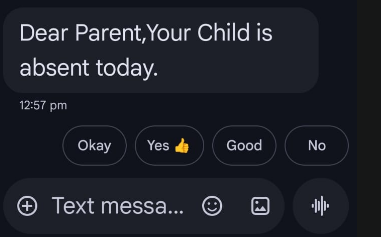 Dear Parent,Your Child is
absent today.
12:57 pm
Okay
Yes 👍
Good
No
Text messa...